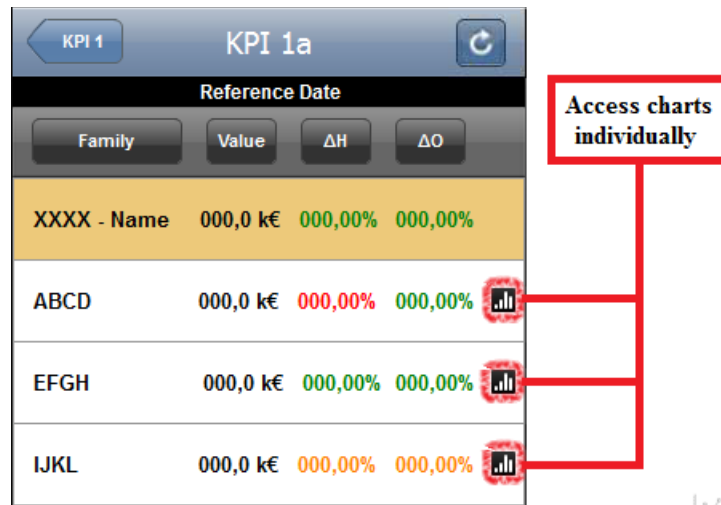 KPI 1
KPI 1a
Reference Date
Family Value ΔH ΔO
Access charts
individually
XXXX - Name 000,0 k€ 000,00% 000,00%
ABCD 000,0 k€ 000,00% 000,00%
EFGH 000,0 k€ 000,00% 000,00%
IJKL 000,0 k€ 000,00% 000,00%